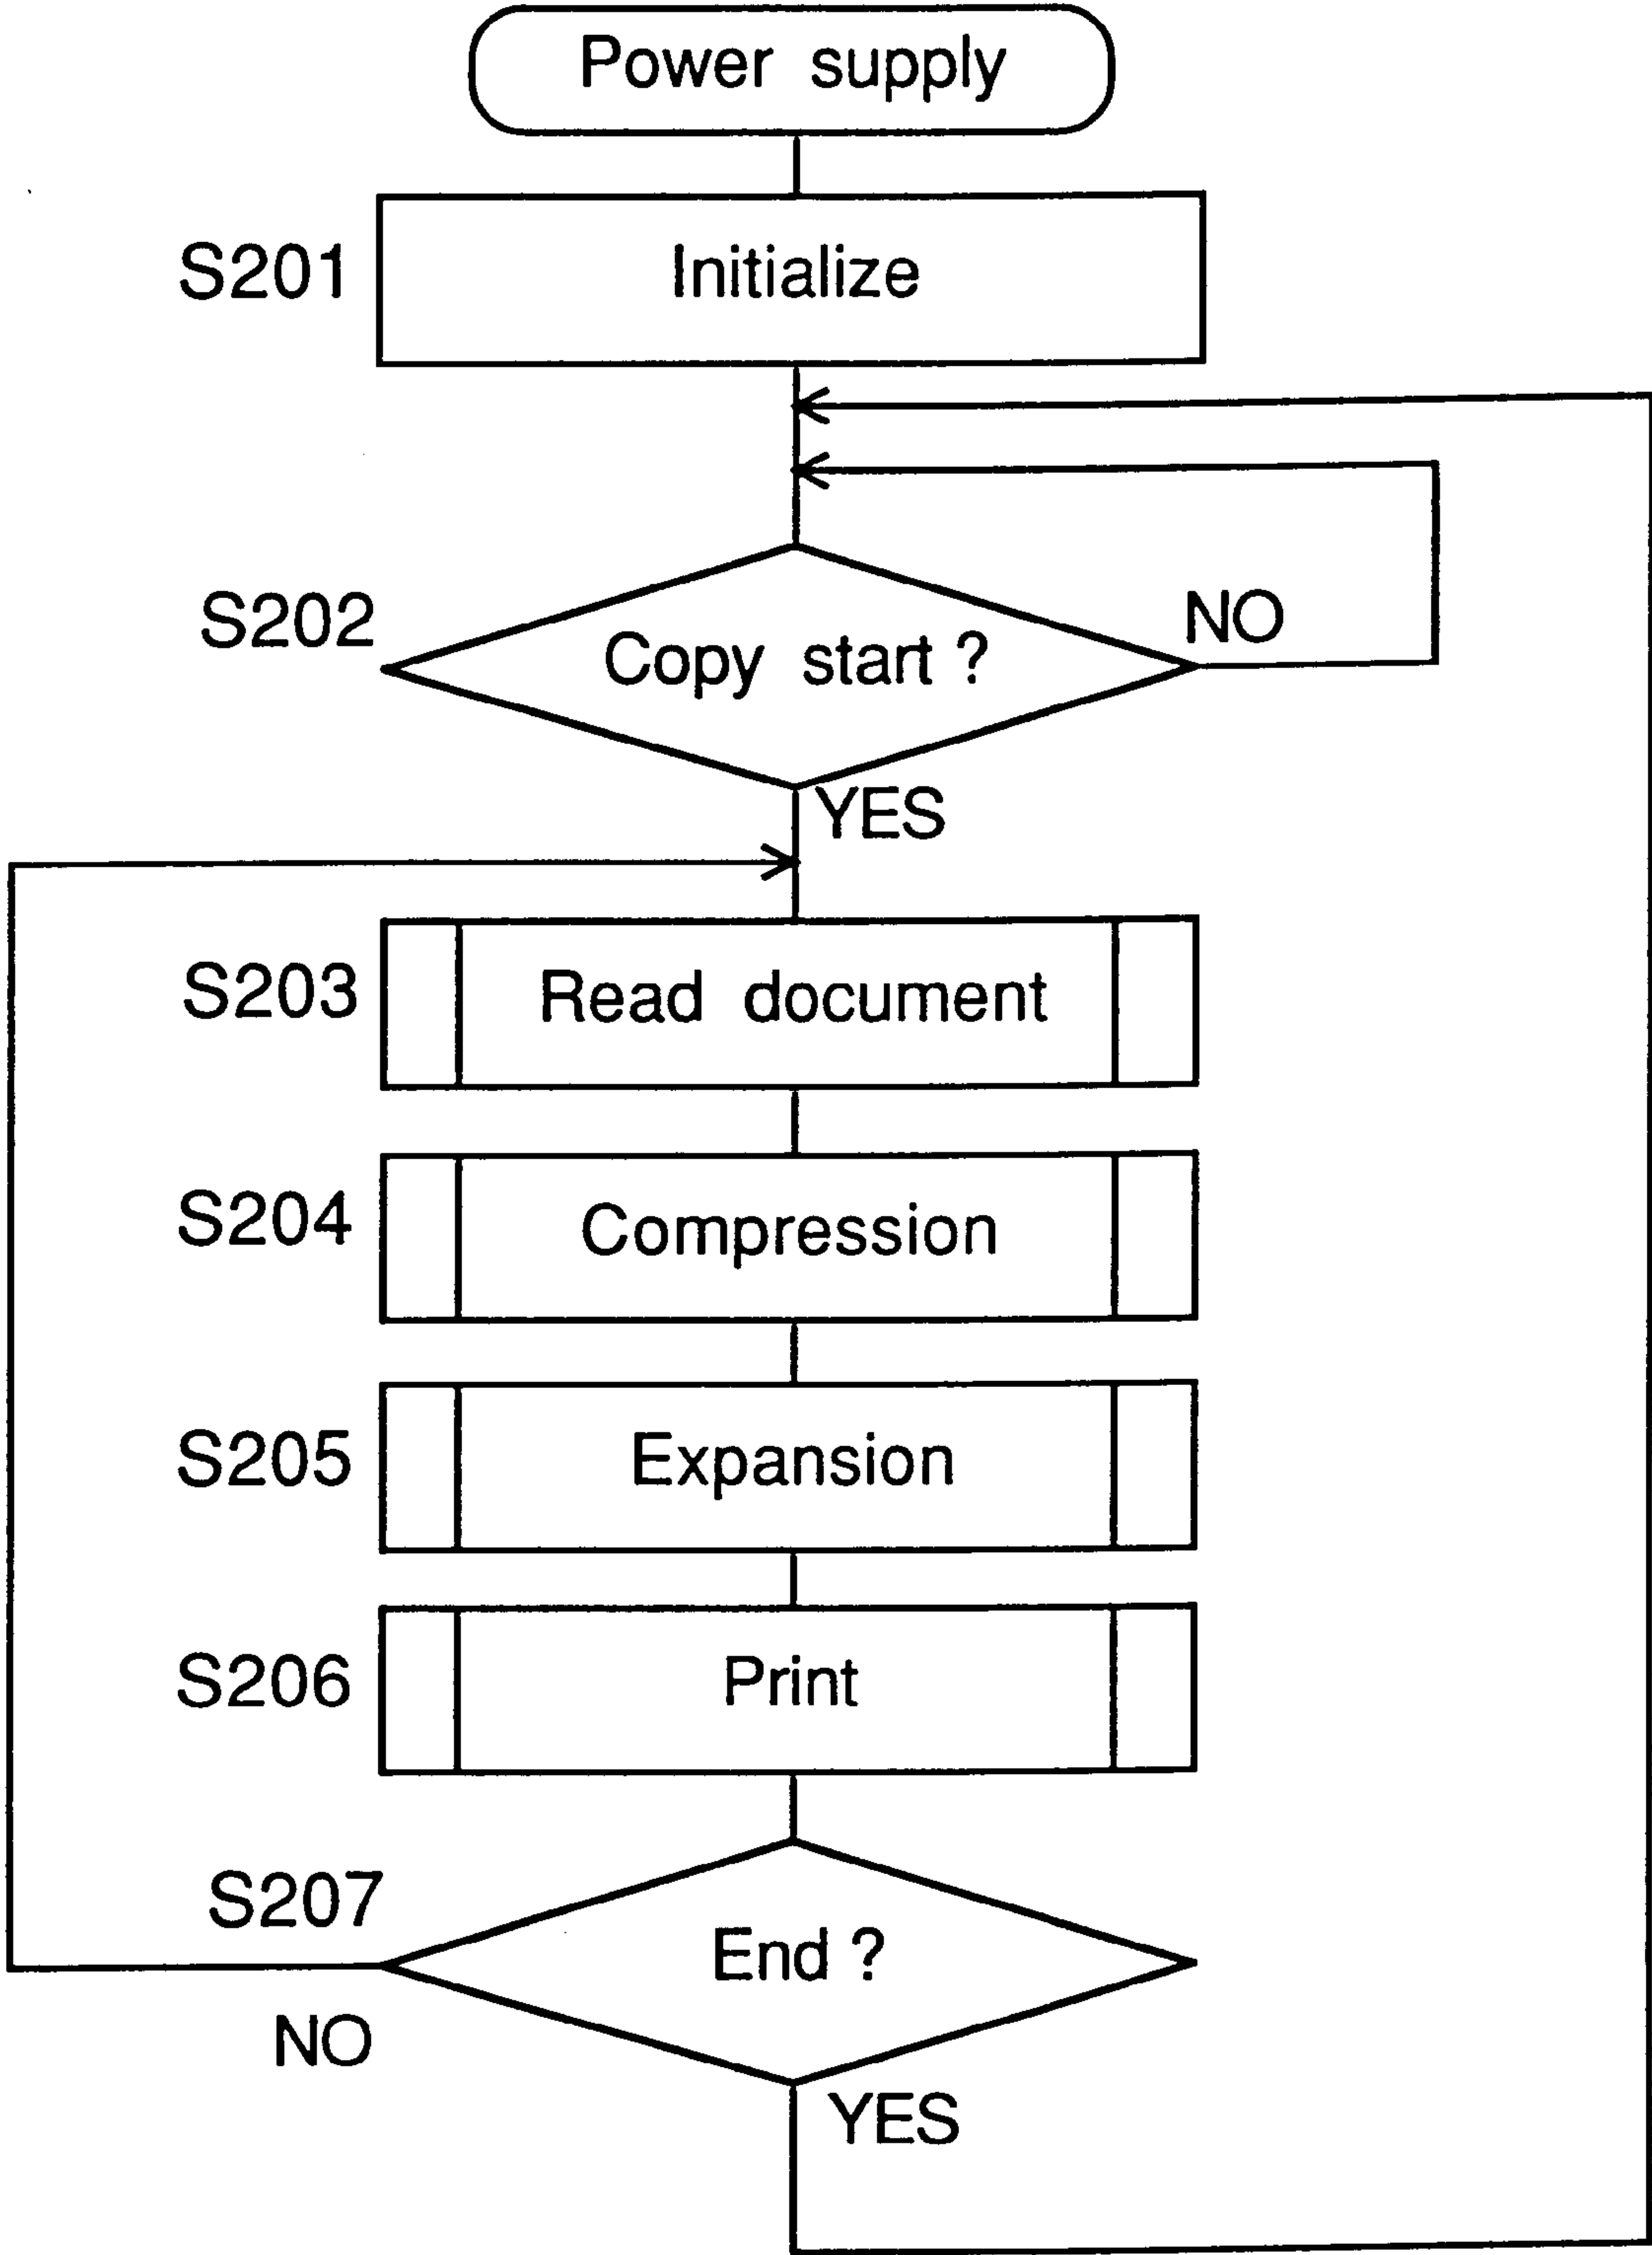 Power supply
S201
Initialize
S202
Copy start ?
NO
YES
S203
Read document
S204
Compression
S205
Expansion
S206
Print
S207
End ?
NO
YES